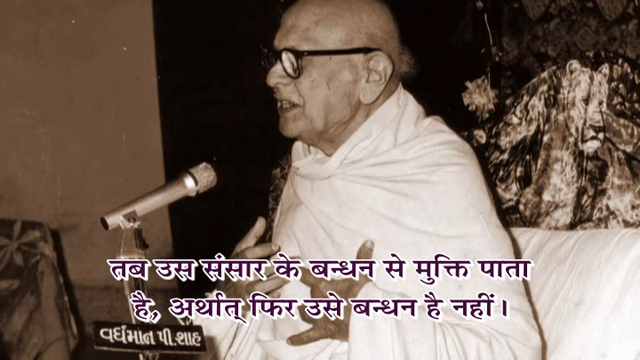 तब उस संसार के बन्धन से मुक्ति पाता
है, अर्थात् फिर उसे बन्धन है नहीं।
વર્ધમાન પી.શાહ